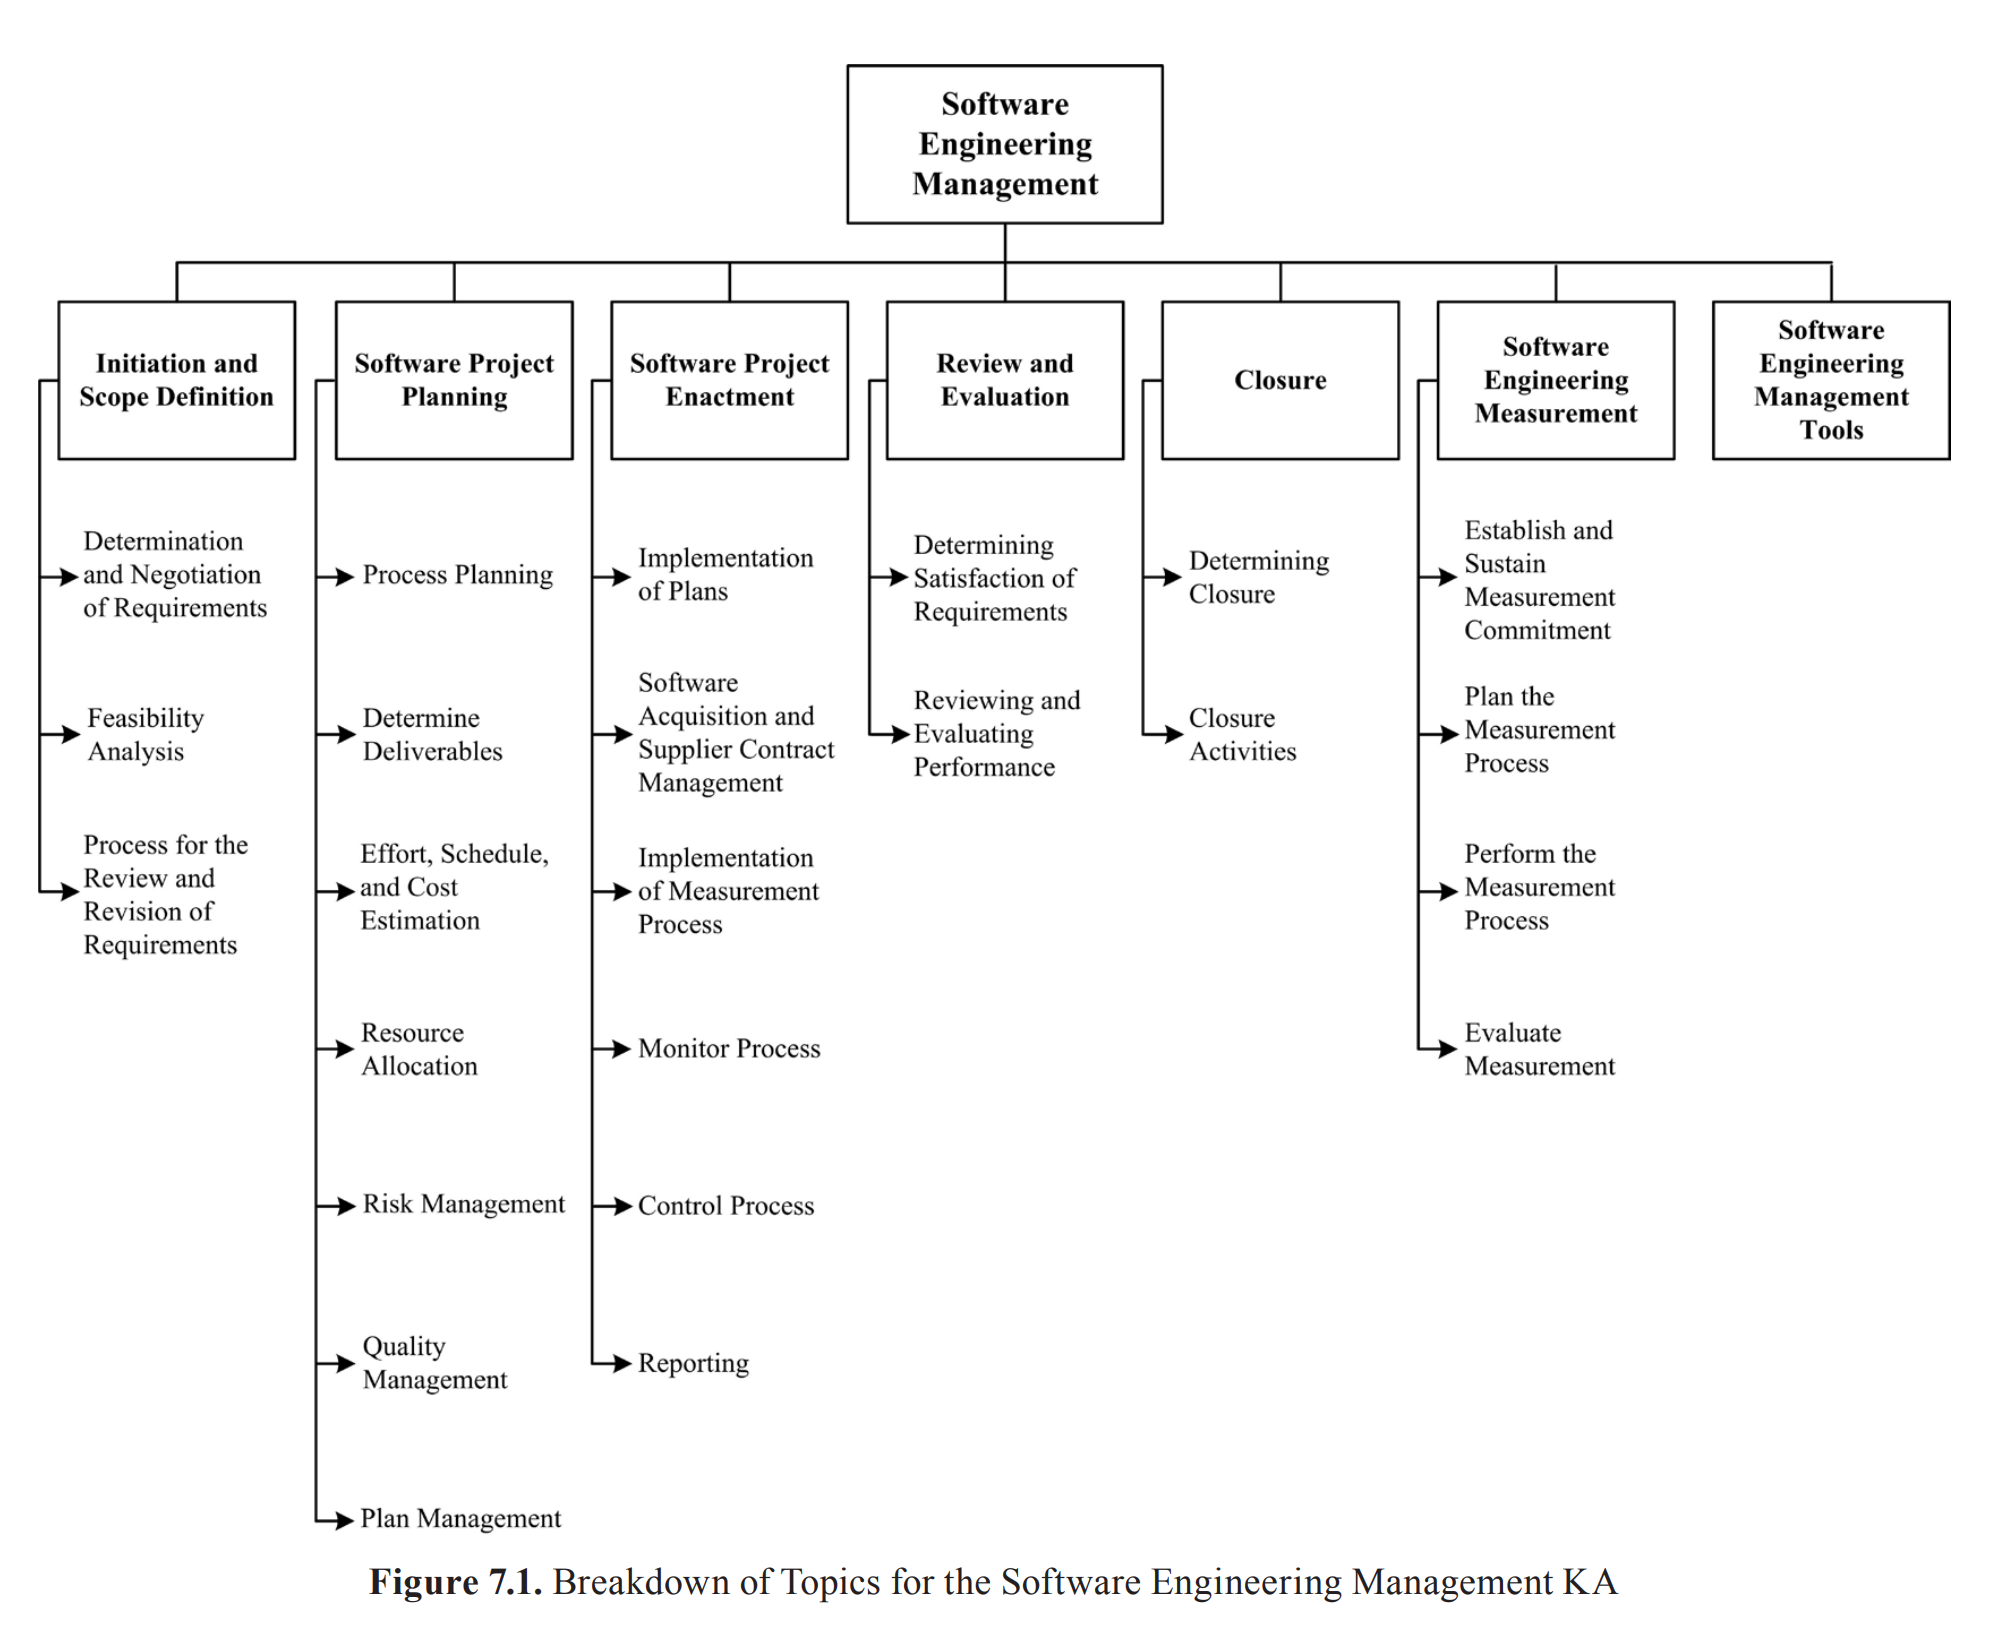 Software
Engineering
Management
Initiation and
Scope Definition
Determination
and Negotiation
of Requirements
Feasibility
Analysis
Process for the
Review and
Revision of
Requirements
Software Project
Planning
Process Planning
Determine
Deliverables
Effort, Schedule,
and Cost
Estimation
Resource
Allocation
Risk Management
Quality
Management
Plan Management
Software Project
Enactment
Implementation
of Plans
Software
Acquisition and
Supplier Contract
Management
Implementation
of Measurement
Process
Monitor Process
Control Process
Reporting
Review and
Evaluation
Determining
Satisfaction of
Requirements
Reviewing and
Evaluating
Performance
Closure
Determining
Closure
Closure
Activities
Software
Engineering
Measurement
Establish and
Sustain
Measurement
Commitment
Plan the
Measurement
Process
Perform the
Measurement
Process
Evaluate
Measurement
Software
Engineering
Management
Tools
Figure 7.1. Breakdown of Topics for the Software Engineering Management KA